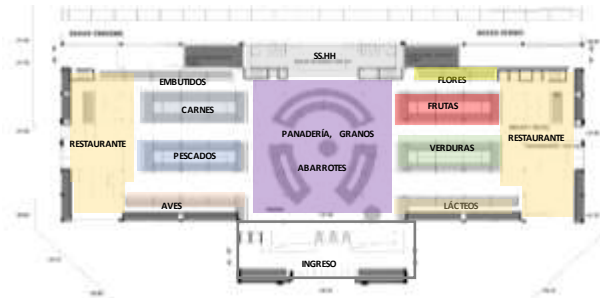 SS.HH
EMBUTIDOS
FLORES
CARNES
FRUTAS
PANADERÍA, GRANOS
RESTAURANTE
VERDURAS
RESTAURANTE
PESCADOS
ABARROTES
AVES
LÁCTEOS
INGRESO